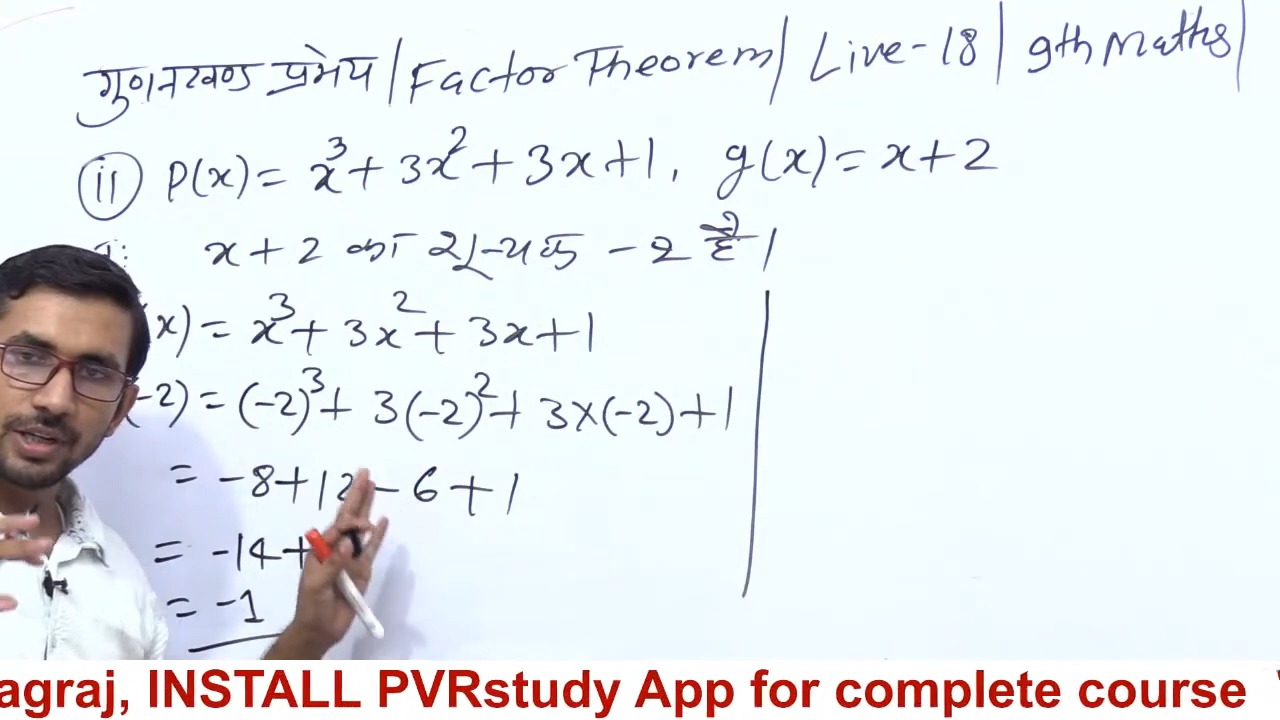 गुणनखण्ड प्रमेय / Factor Theorem / Live-18 / 9th Maths /
(ii) P(x) = x³ + 3x² + 3x + 1, g(x) = x + 2
x + 2 का शून्यक - 2 है।
x) = x³ + 3x² + 3x + 1
-2) = (-2)³ + 3(-2)² + 3×(-2) + 1
= -8 + 12 - 6 + 1
= -14 +
= -1
agraj, INSTALL PVRstudy App for complete course